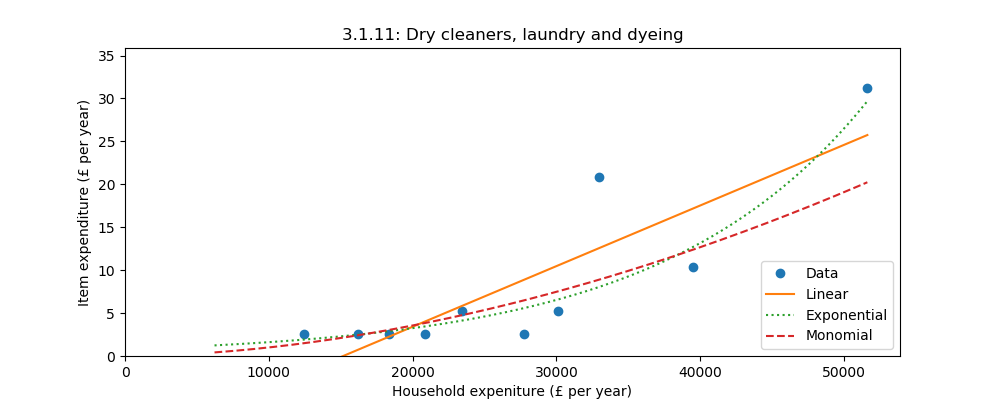 3.1.11: Dry cleaners, laundry and dyeing
Item expenditure (£ per year)
35
30
25
20
15
10
5
0
0 10000 20000 30000 40000 50000
Household expeniture (£ per year)
Data
Linear
Exponential
Monomial